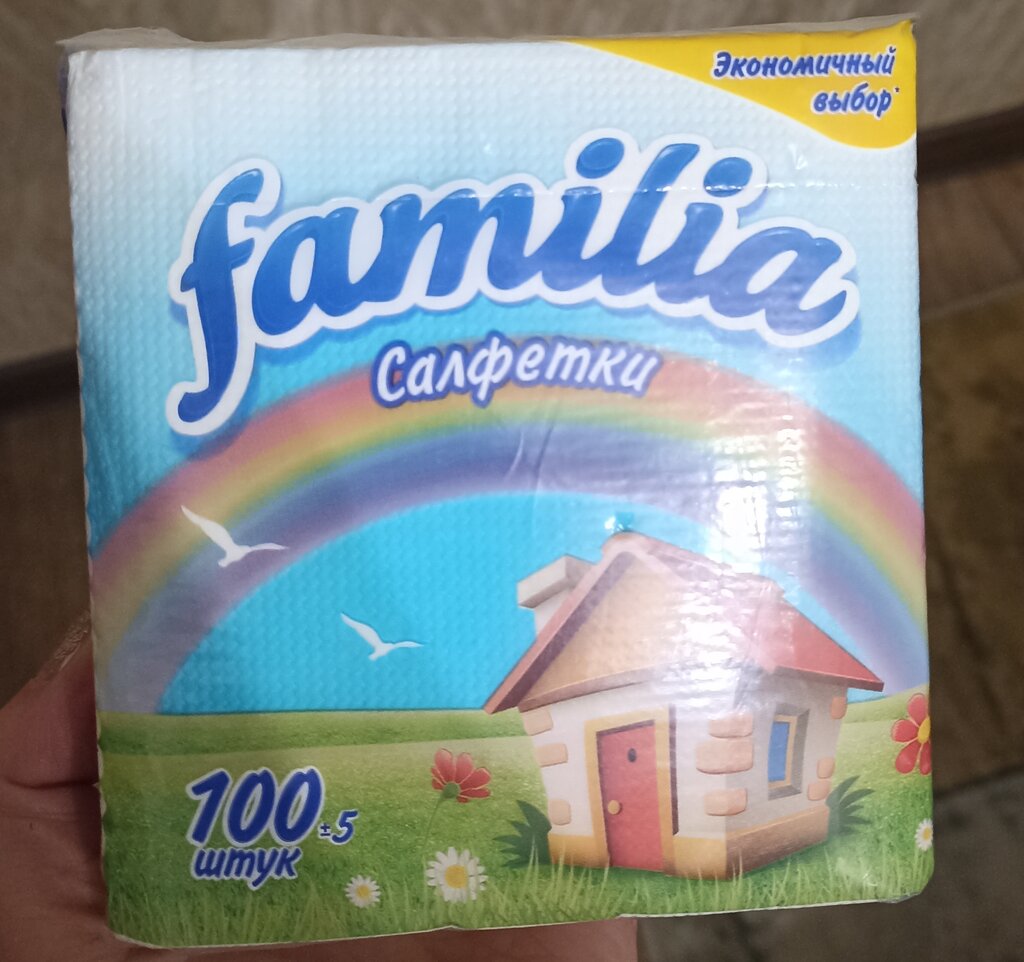 Экономичный
выбор*
familia
Салфетки
100 ±5
штук